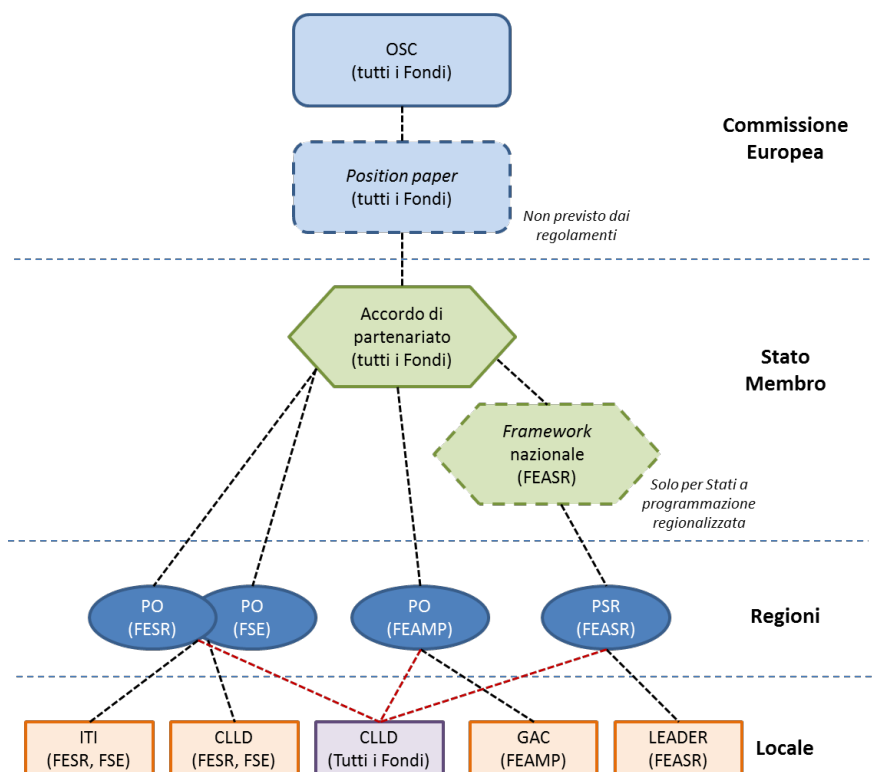 OSC
(tutti i Fondi)
Commissione
Europea
Position paper
(tutti i Fondi)
Non previsto dai
regolamenti
Accordo di
partenariato
(tutti i Fondi)
Stato
Membro
Framework
nazionale
(FEASR)
Solo per Stati a
programmazione
regionalizzata
PO
(FESR)
PO
(FSE)
PO
(FEAMP)
PSR
(FEASR)
Regioni
ITI
(FESR, FSE)
CLLD
(FESR, FSE)
CLLD
(Tutti i Fondi)
GAC
(FEAMP)
LEADER
(FEASR)
Locale